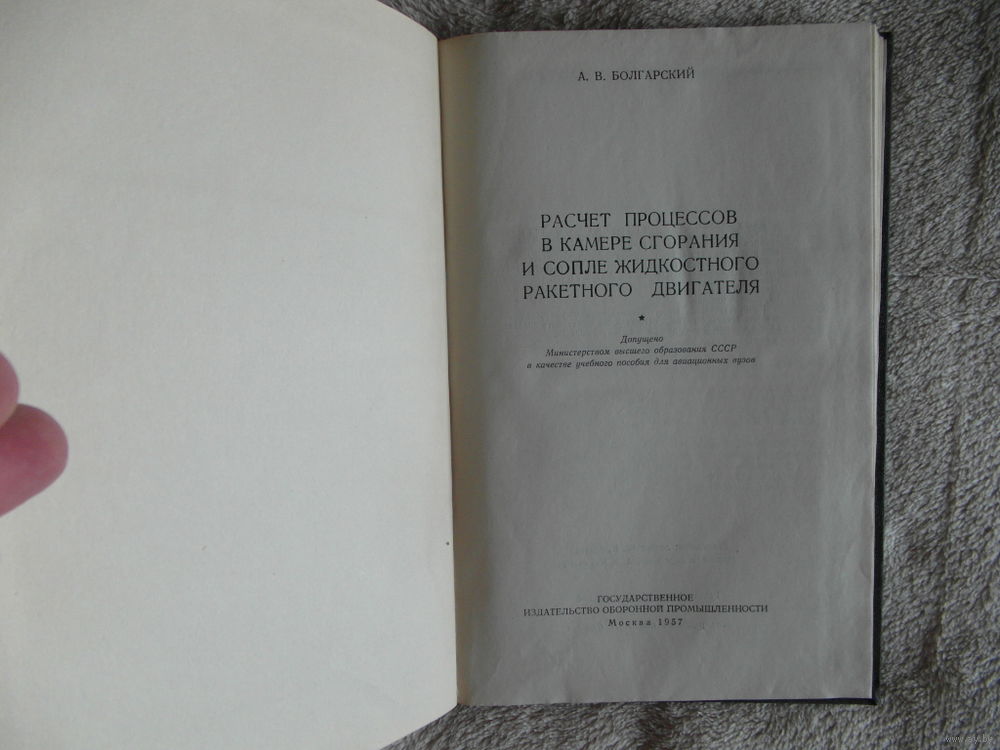 А. В. БОЛГАРСКИЙ
РАСЧЕТ ПРОЦЕССОВ
В КАМЕРЕ СГОРАНИЯ
И СОПЛЕ ЖИДКОСТНОГО
РАКЕТНОГО ДВИГАТЕЛЯ
*
Допущено
Министерством высшего образования СССР
в качестве учебного пособия для авиационных вузов
ГОСУДАРСТВЕННОЕ
ИЗДАТЕЛЬСТВО ОБОРОННОЙ ПРОМЫШЛЕННОСТИ
Москва 1957